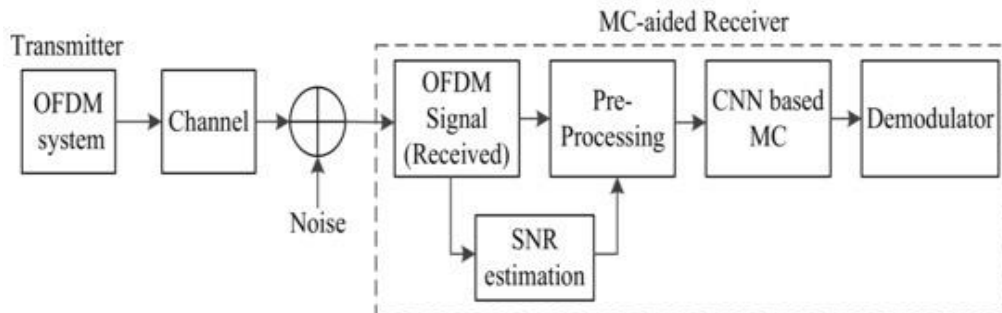 MC-aided Receiver
Transmitter
OFDM
system
Channel
Noise
OFDM
Signal
(Received)
Pre-
Processing
CNN based
MC
Demodulator
SNR
estimation